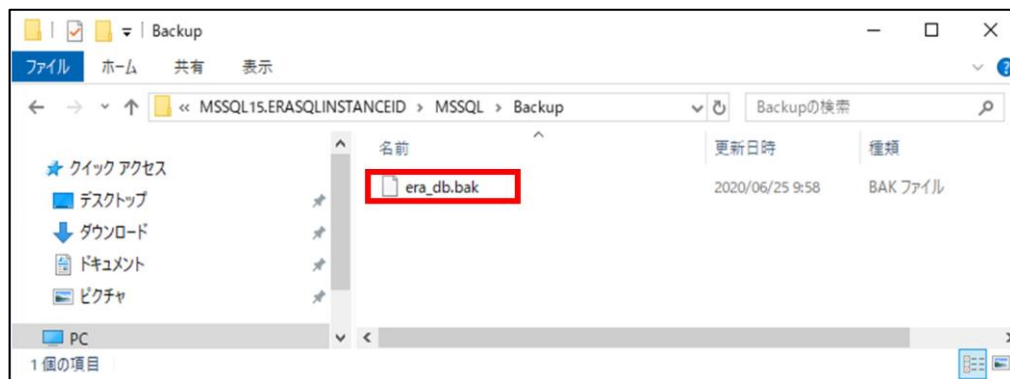 Backup
ファイル ホーム 共有 表示
« MSSQL15.ERASQLINSTANCEID › MSSQL › Backup Backupの検索
名前 更新日時 種類
クイック アクセス
era_db.bak 2020/06/25 9:58 BAK ファイル
デスクトップ
ダウンロード
ドキュメント
ピクチャ
PC
1 個の項目